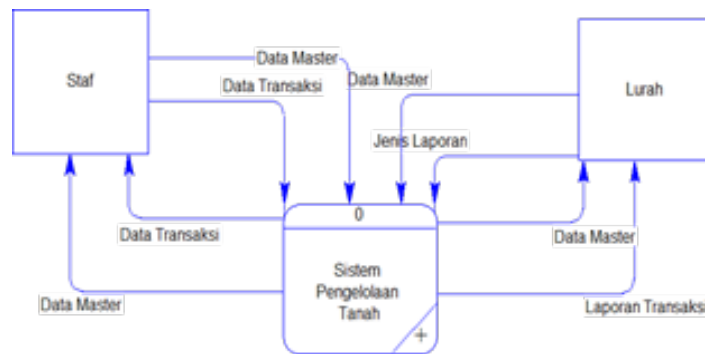 Data Master
Staf
Data Master
Data Transaksi
Lurah
Jenis Laporan
0
Data Transaksi
Data Master
Sistem
Pengelolaan
Tanah
Data Master
Laporan Transaksi
+